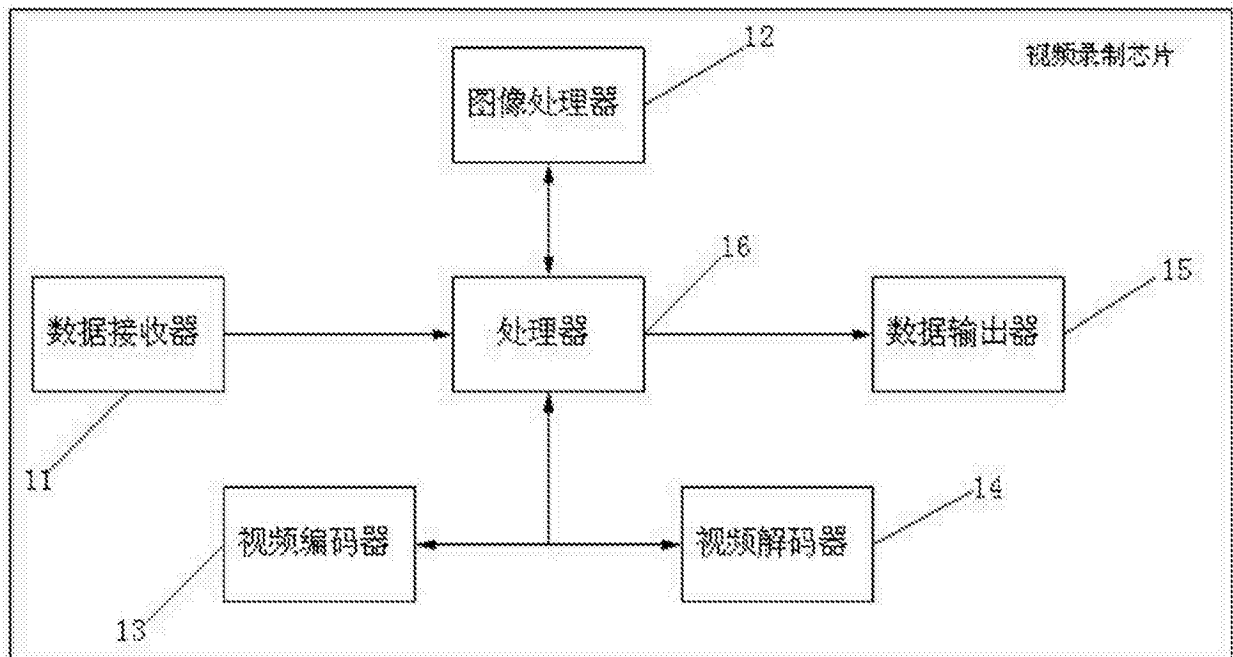 12
视频录制芯片
图像处理器
16
15
数据接收器
处理器
数据输出器
11
14
视频编码器
视频解码器
13